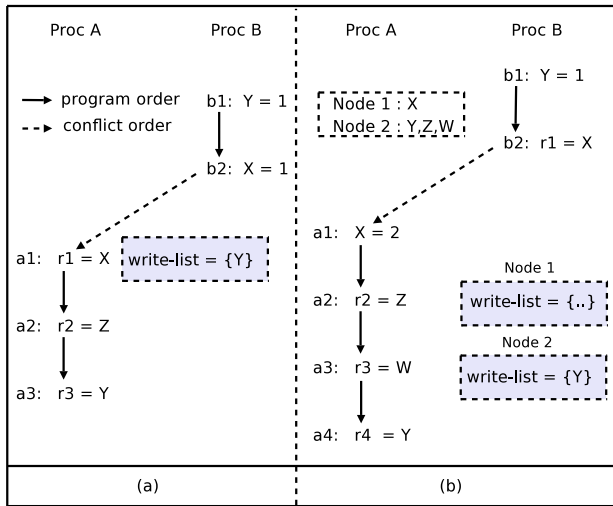 Proc A
Proc B
program order
conflict order
b1: Y = 1
b2: X = 1
a1: r1 = X
write-list = {Y}
a2: r2 = Z
a3: r3 = Y
(a)
Proc A
Proc B
b1: Y = 1
Node 1 : X
Node 2 : Y,Z,W
b2: r1 = X
a1: X = 2
Node 1
a2: r2 = Z
write-list = {..}
Node 2
a3: r3 = W
write-list = {Y}
a4: r4 = Y
(b)